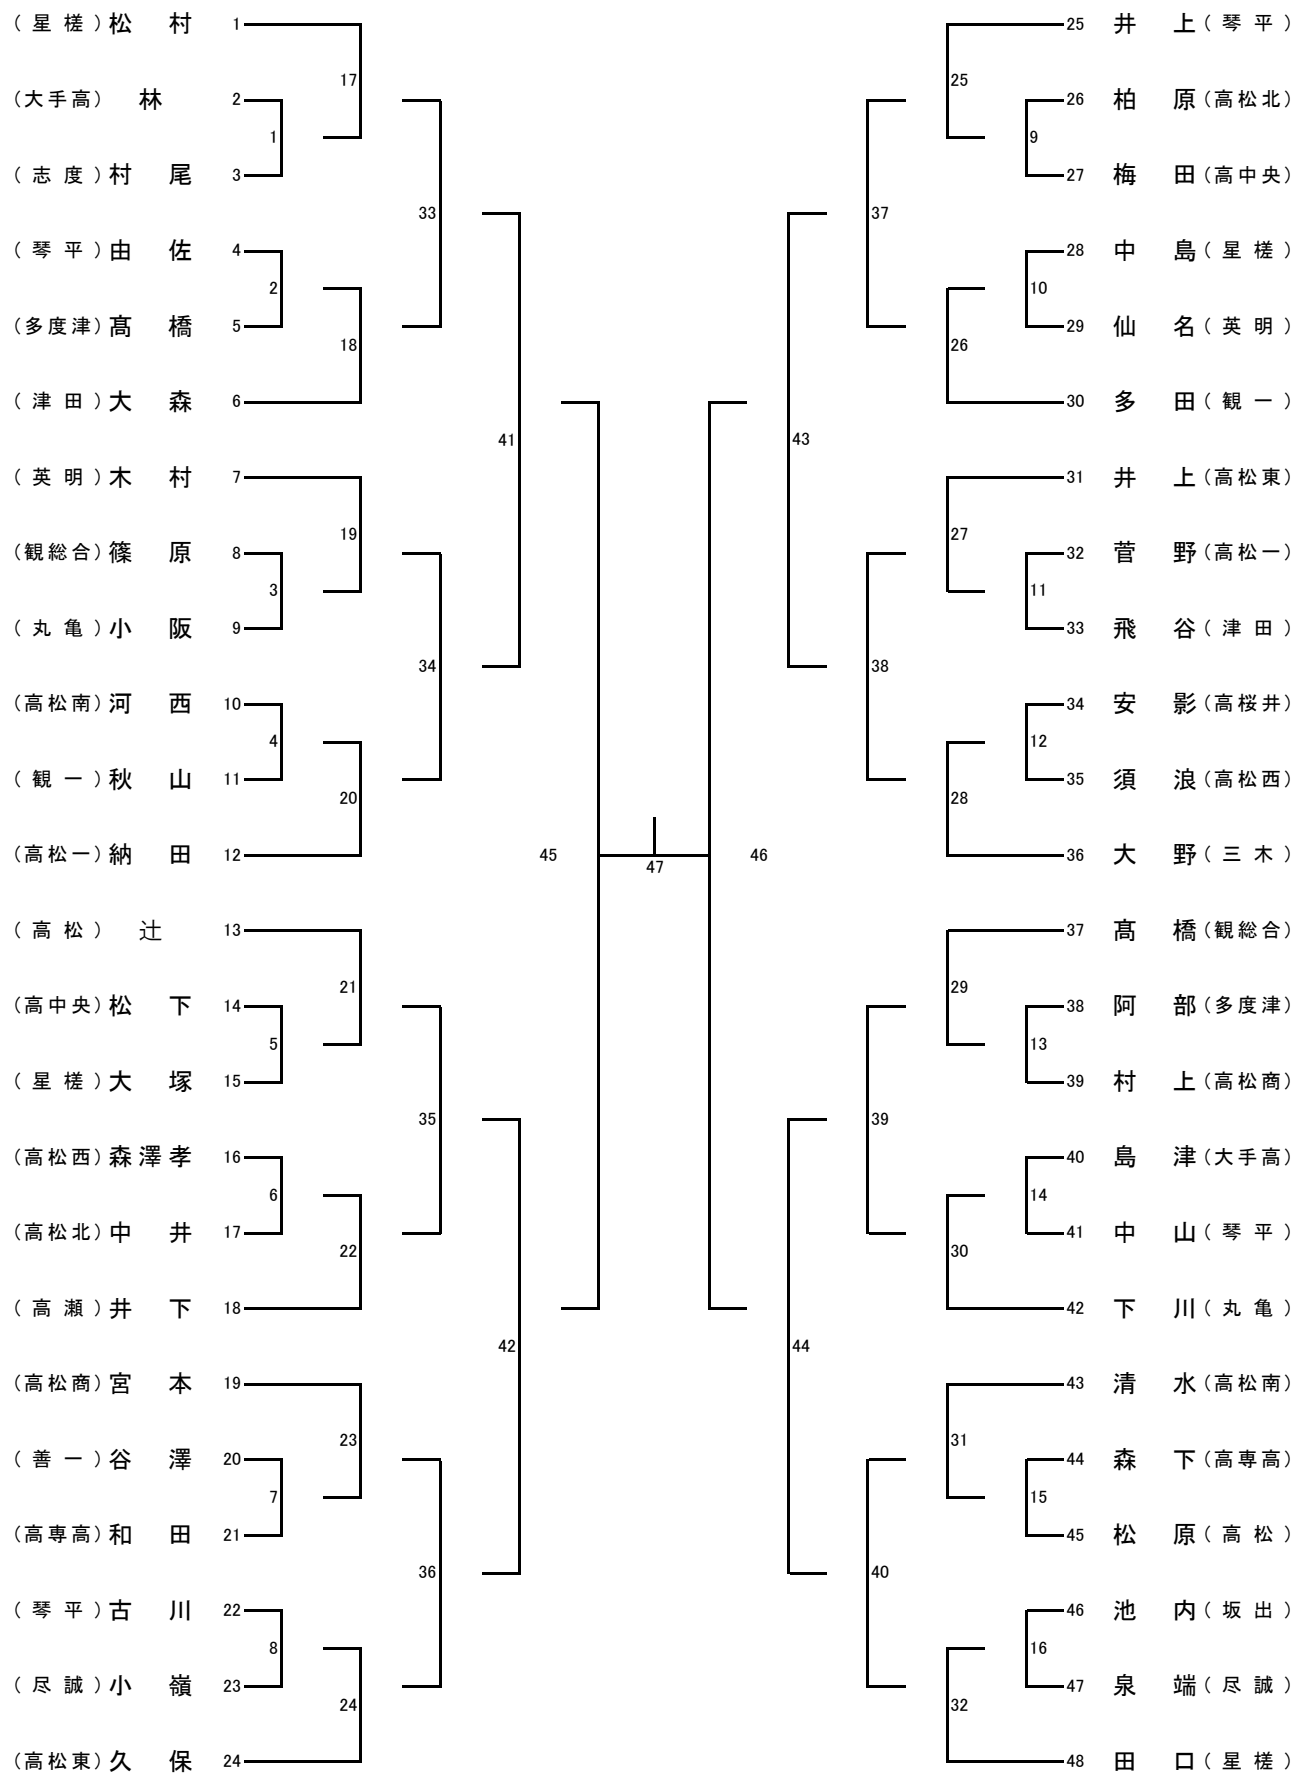 (星槎) 松村 1
(大手高) 林 2
(志度) 村尾 3
(琴平) 由佐 4
(多度津) 髙橋 5
(津田) 大森 6
(英明) 木村 7
(観総合) 篠原 8
(丸亀) 小阪 9
(高松南) 河西 10
(観一) 秋山 11
(高松一) 納田 12
(高松) 辻 13
(高中央) 松下 14
(星槎) 大塚 15
(高松西) 森澤孝 16
(高松北) 中井 17
(高瀬) 井下 18
(高松商) 宮本 19
(善一) 谷澤 20
(高専高) 和田 21
(琴平) 古川 22
(尽誠) 小嶺 23
(高松東) 久保 24
1
2
3
4
5
6
7
8
17
18
19
20
21
22
23
24
33
34
35
36
41
42
45
47
46
43
44
37
38
39
40
25
26
27
28
29
30
31
32
9
10
11
12
13
14
15
16
25 井上 (琴平)
26 柏原 (高松北)
27 梅田 (高中央)
28 中島 (星槎)
29 仙名 (英明)
30 多田 (観一)
31 井上 (高松東)
32 菅野 (高松一)
33 飛谷 (津田)
34 安影 (高桜井)
35 須浪 (高松西)
36 大野 (三木)
37 髙橋 (観総合)
38 阿部 (多度津)
39 村上 (高松商)
40 島津 (大手高)
41 中山 (琴平)
42 下川 (丸亀)
43 清水 (高松南)
44 森下 (高専高)
45 松原 (高松)
46 池内 (坂出)
47 泉端 (尽誠)
48 田口 (星槎)